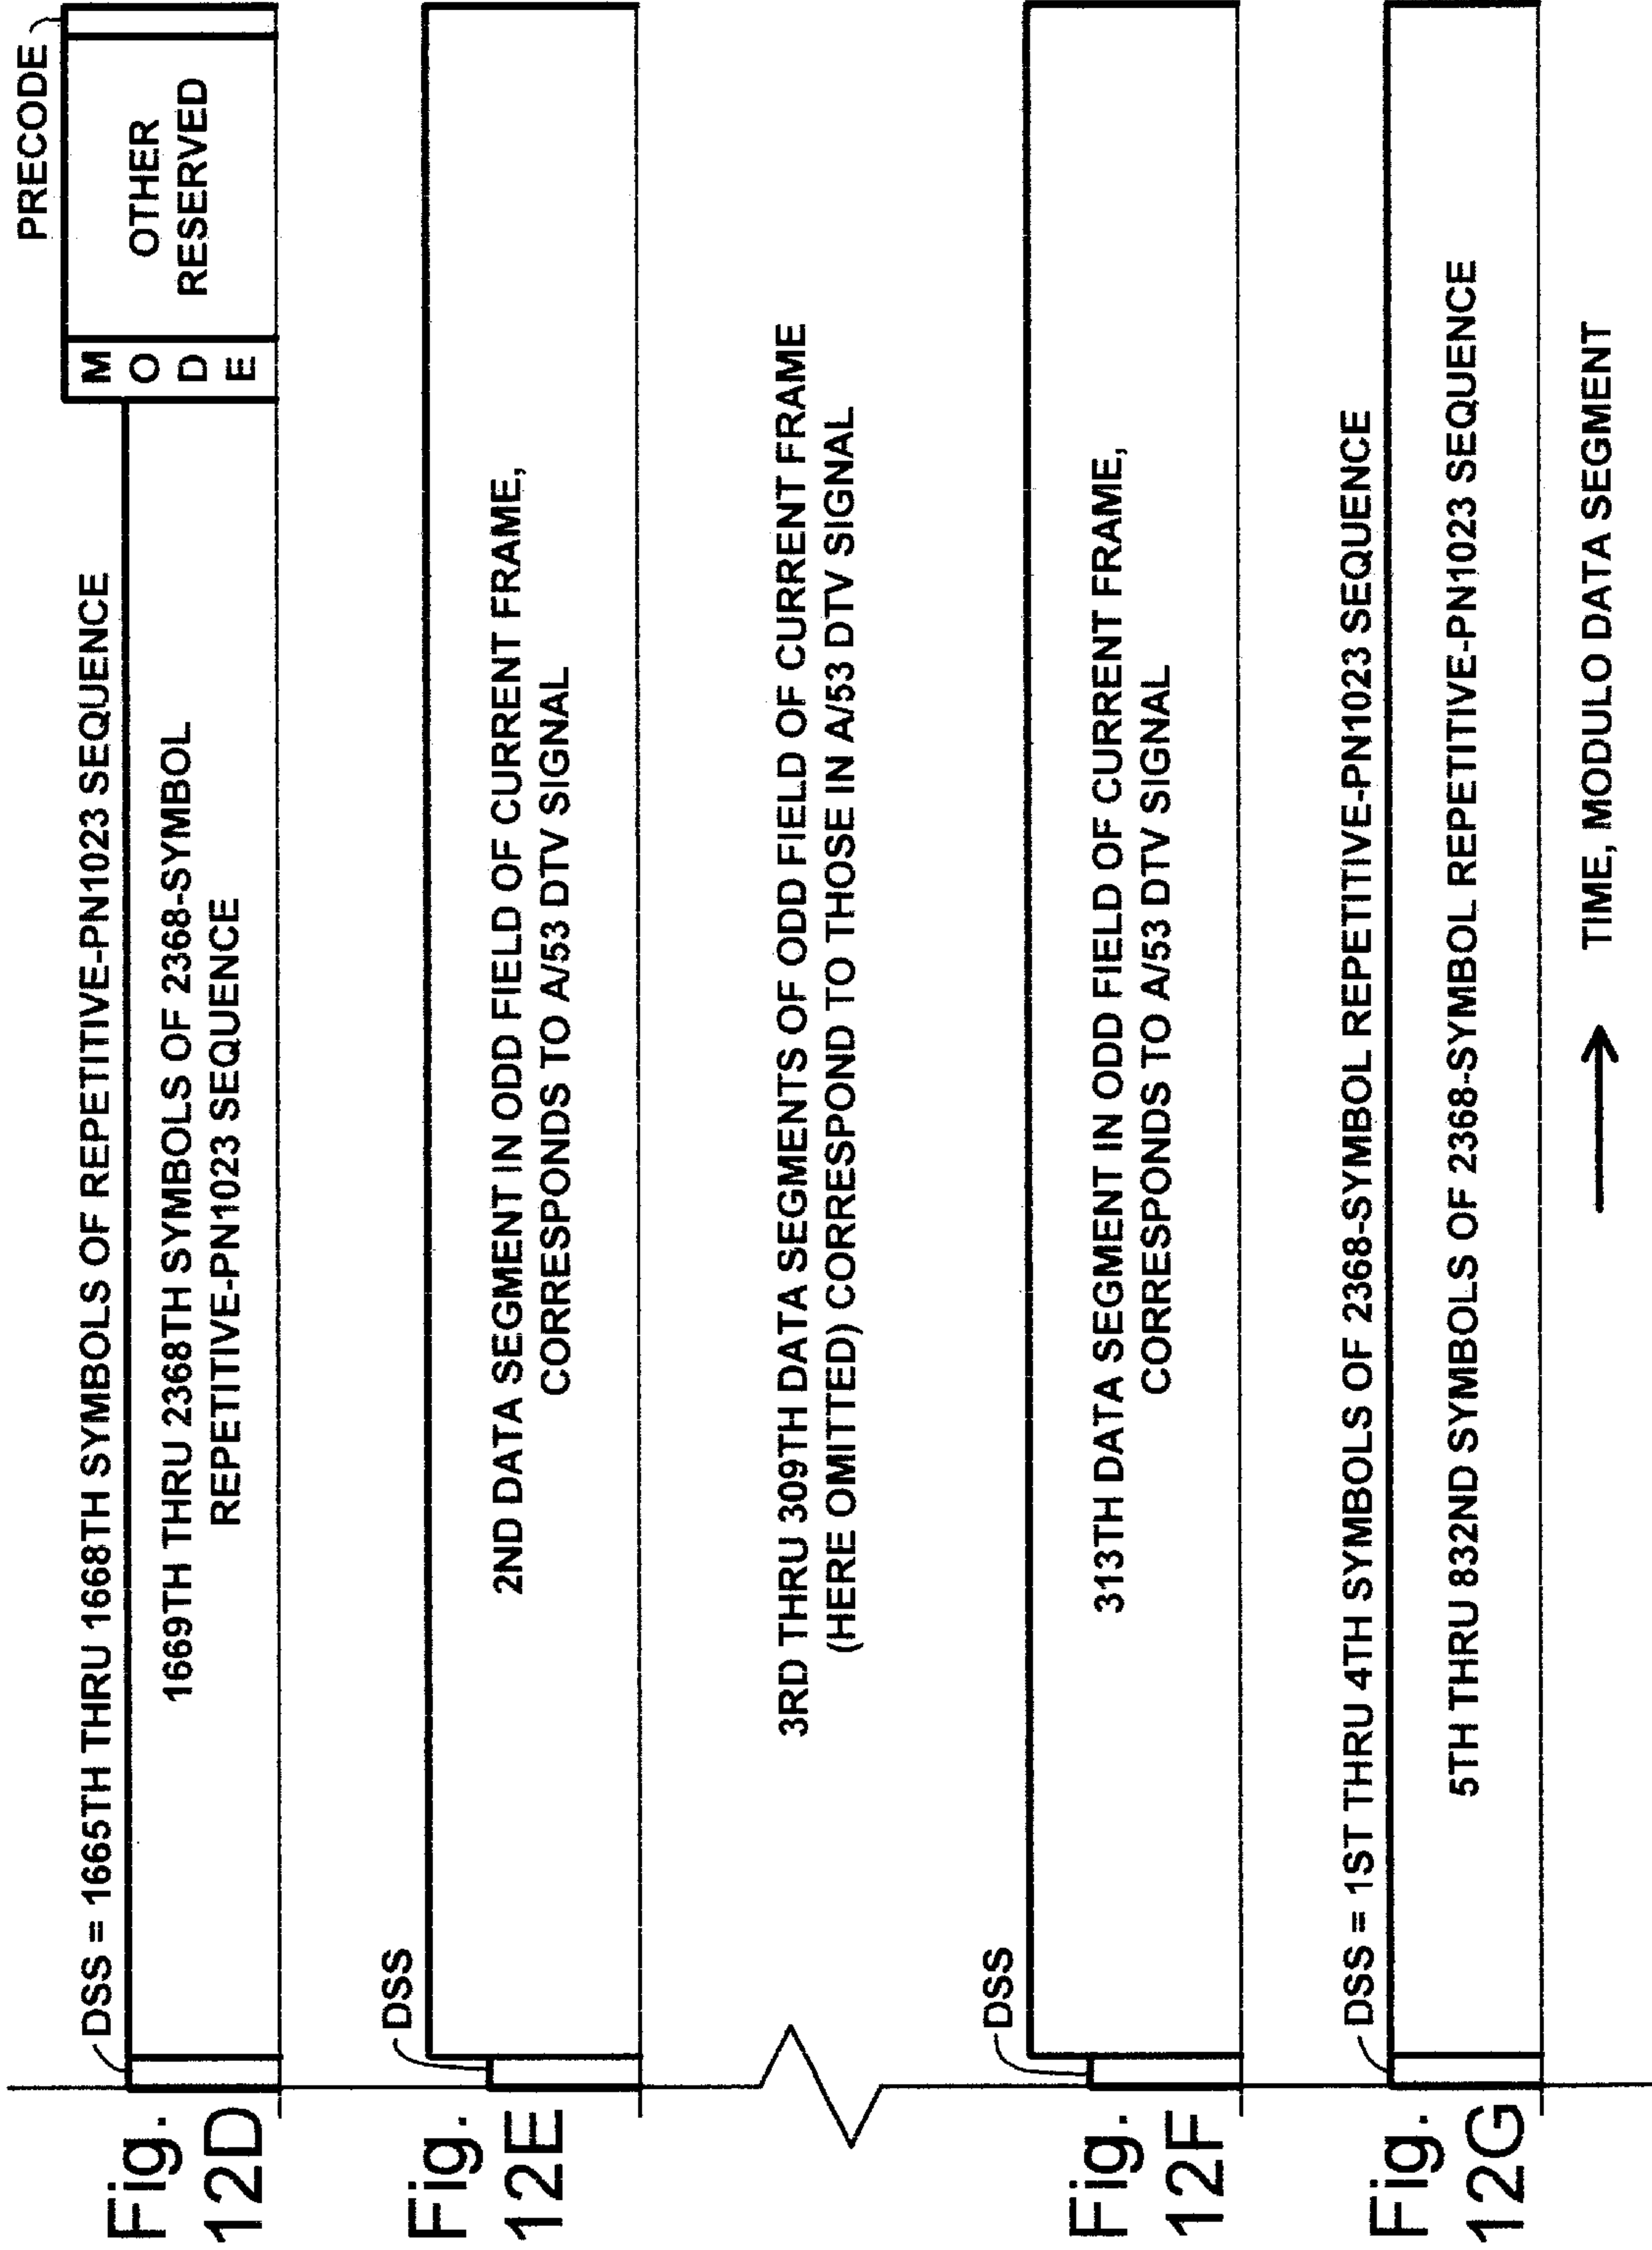 PRECODE
DSS = 1665TH THRU 1668TH SYMBOLS OF REPETITIVE-PN1023 SEQUENCE
Fig.
12D
1669TH THRU 2368TH SYMBOLS OF 2368-SYMBOL
REPETITIVE-PN1023 SEQUENCE
M
O
D
E
OTHER
RESERVED
DSS
Fig.
12E
2ND DATA SEGMENT IN ODD FIELD OF CURRENT FRAME,
CORRESPONDS TO A/53 DTV SIGNAL
3RD THRU 309TH DATA SEGMENTS OF ODD FIELD OF CURRENT FRAME
(HERE OMITTED) CORRESPOND TO THOSE IN A/53 DTV SIGNAL
DSS
Fig.
12F
313TH DATA SEGMENT IN ODD FIELD OF CURRENT FRAME,
CORRESPONDS TO A/53 DTV SIGNAL
DSS = 1ST THRU 4TH SYMBOLS OF 2368-SYMBOL REPETITIVE-PN1023 SEQUENCE
Fig.
12G
5TH THRU 832ND SYMBOLS OF 2368-SYMBOL REPETITIVE-PN1023 SEQUENCE
TIME, MODULO DATA SEGMENT